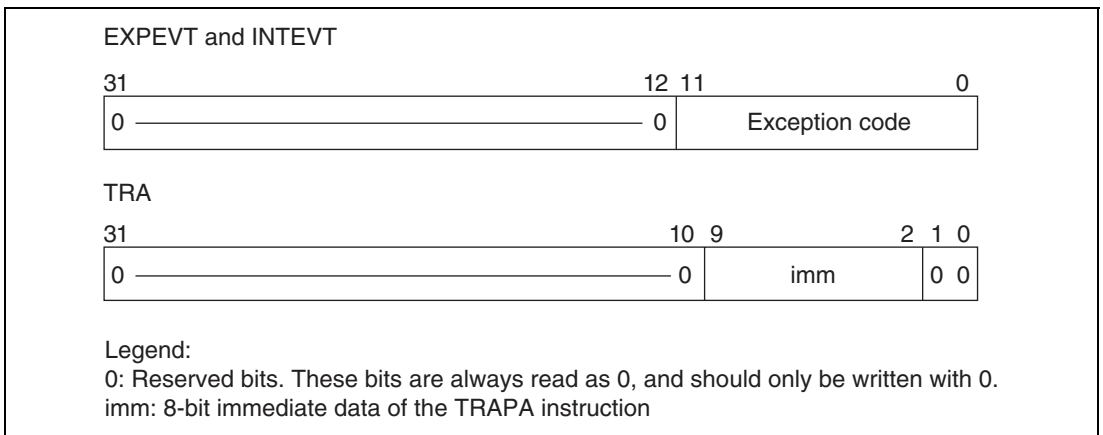 EXPEVT and INTEVT
31 12 11 0
0 0 Exception code
TRA
31 10 9 2 1 0
0 0 imm 0 0
Legend:
0: Reserved bits. These bits are always read as 0, and should only be written with 0.
imm: 8-bit immediate data of the TRAPA instruction